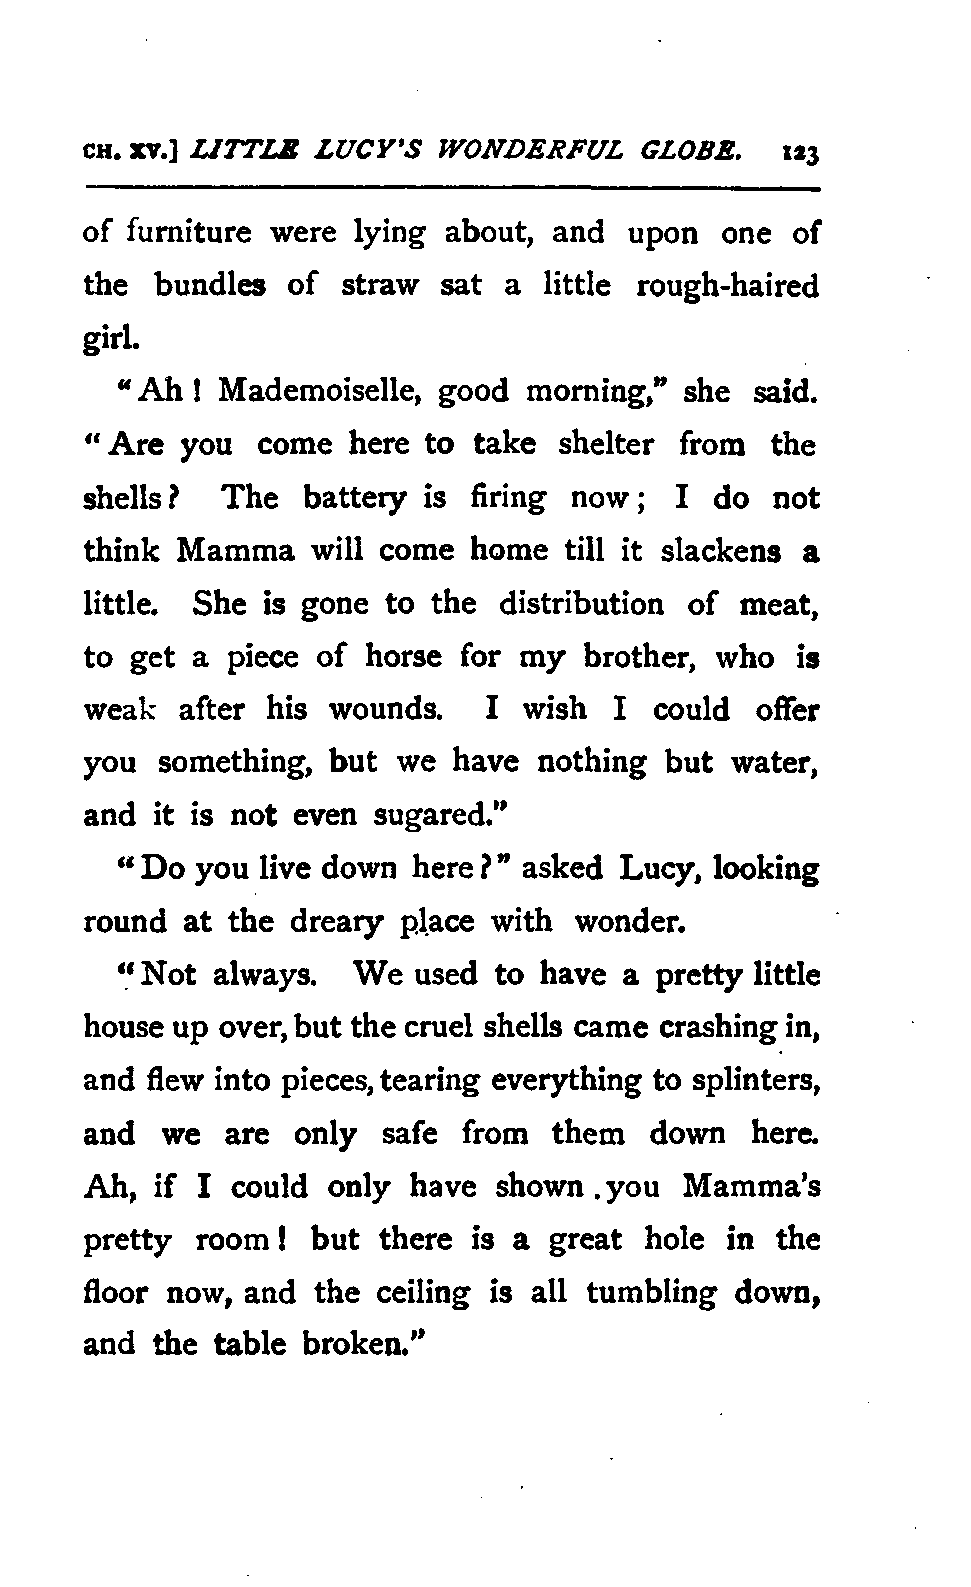 CH. XV.] LITTLE LUCY'S WONDERFUL GLOBE. 123
of furniture were lying about, and upon one of
the bundles of straw sat a little rough-haired
girl.
"Ah! Mademoiselle, good morning," she said.
"Are you come here to take shelter from the
shells? The battery is firing now; I do not
think Mamma will come home till it slackens a
little. She is gone to the distribution of meat,
to get a piece of horse for my brother, who is
weak after his wounds. I wish I could offer
you something, but we have nothing but water,
and it is not even sugared."
"Do you live down here?" asked Lucy, looking
round at the dreary place with wonder.
"Not always. We used to have a pretty little
house up over, but the cruel shells came crashing in,
and flew into pieces, tearing everything to splinters,
and we are only safe from them down here.
Ah, if I could only have shown you Mamma's
pretty room! but there is a great hole in the
floor now, and the ceiling is all tumbling down,
and the table broken."